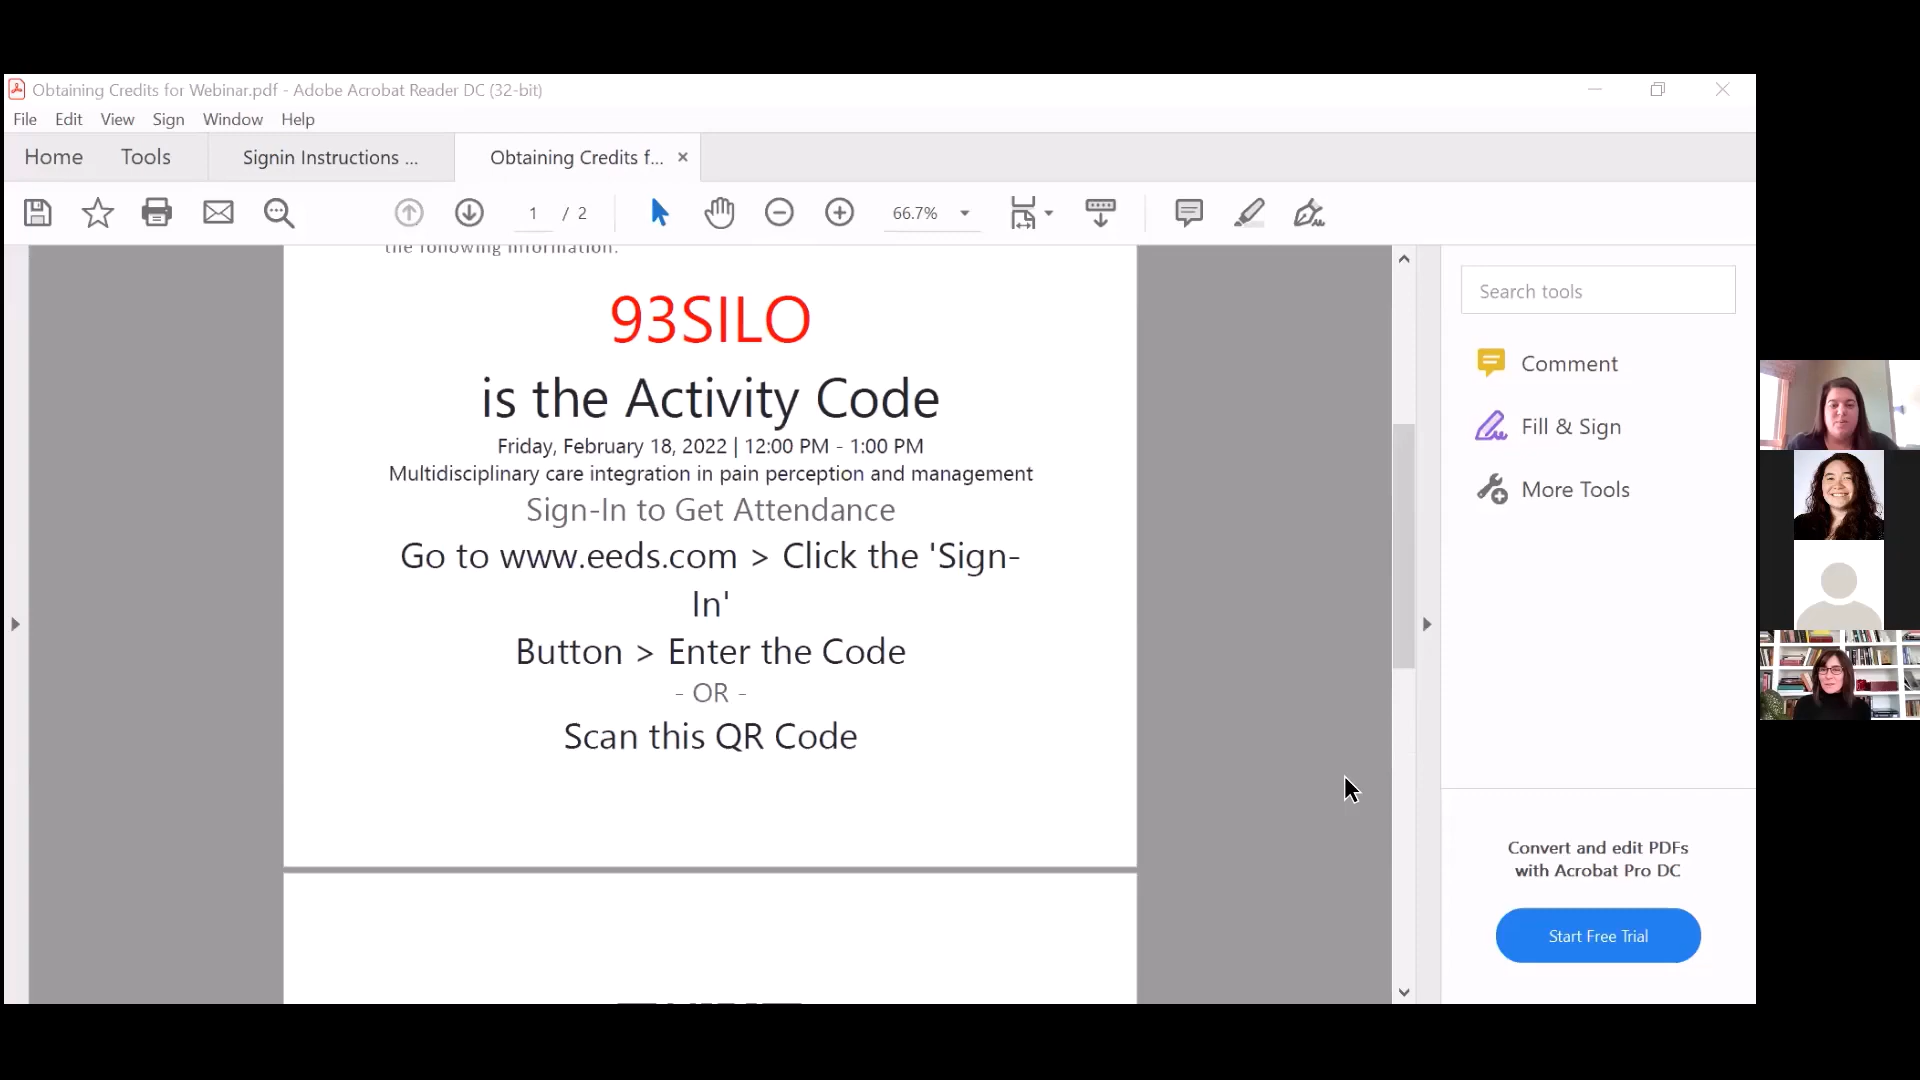 Obtaining Credits for Webinar.pdf - Adobe Acrobat Reader DC (32-bit)
File Edit View Sign Window Help
Home Tools Signin Instructions ... Obtaining Credits f... ×
1 / 2 66.7%
the following information:
93SILO
is the Activity Code
Friday, February 18, 2022 | 12:00 PM - 1:00 PM
Multidisciplinary care integration in pain perception and management
Sign-In to Get Attendance
Go to www.eeds.com > Click the 'Sign-
In'
Button > Enter the Code
- OR -
Scan this QR Code
Search tools
Comment
Fill & Sign
More Tools
Convert and edit PDFs
with Acrobat Pro DC
Start Free Trial